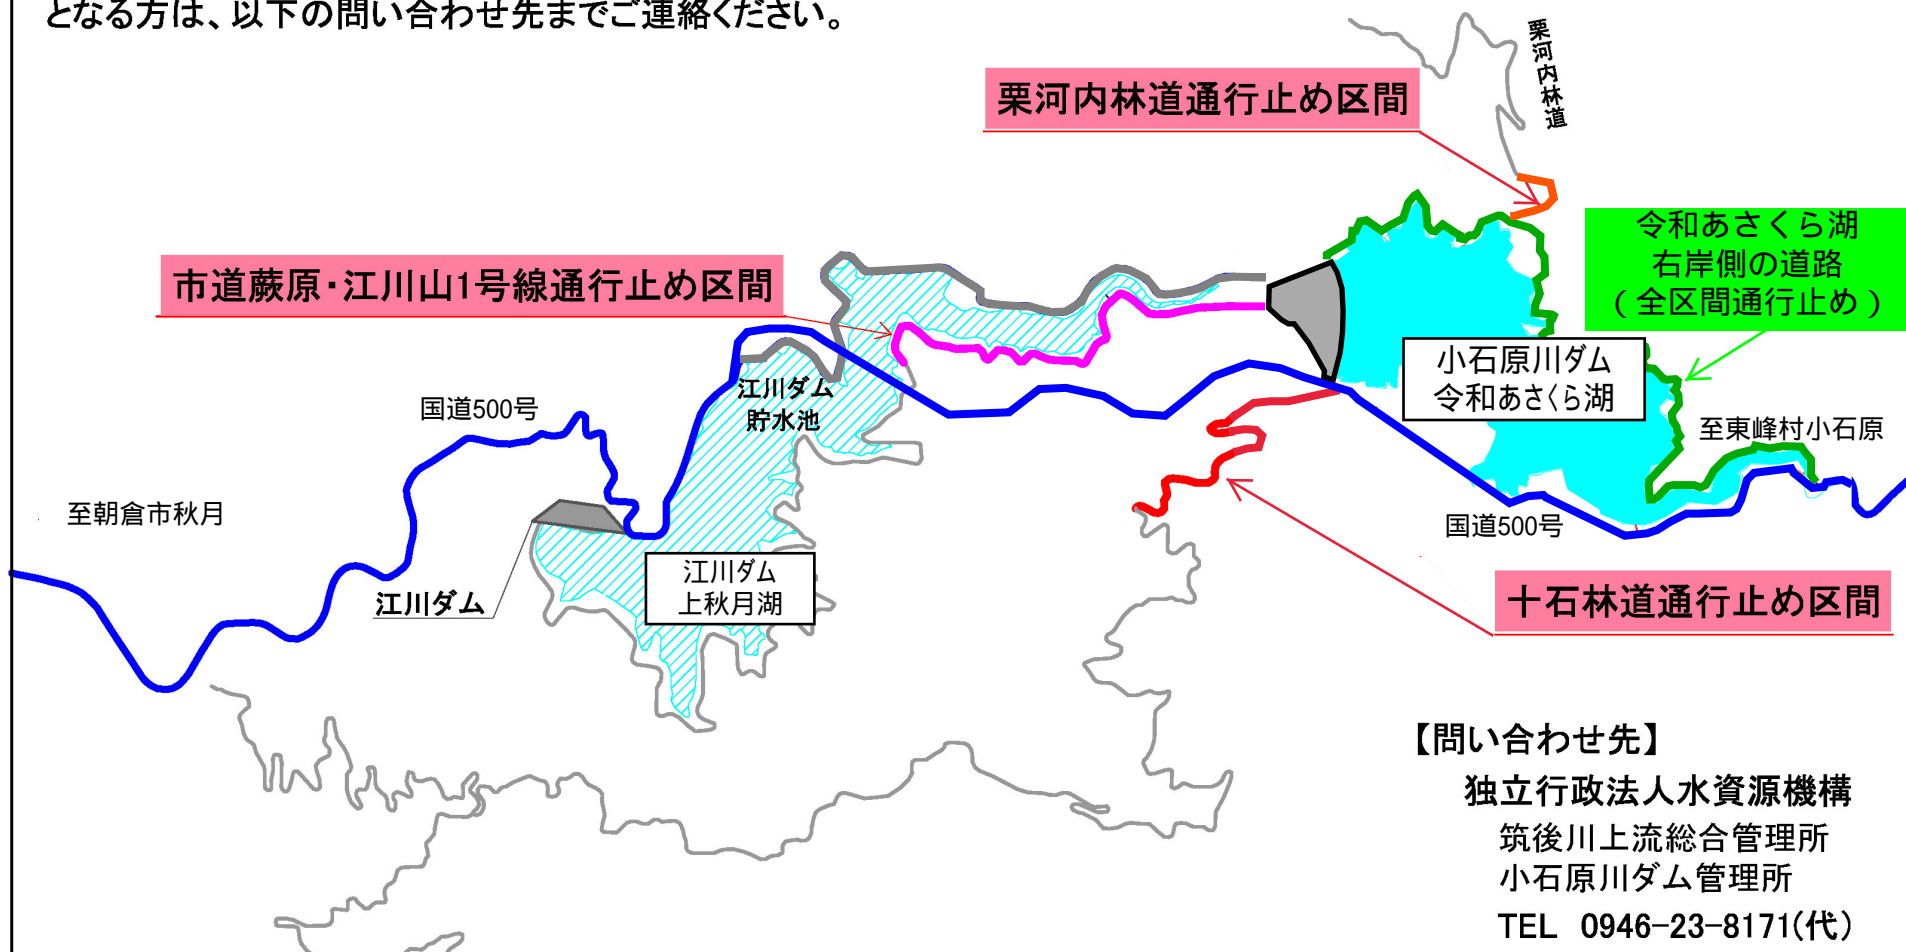 となる方は、以下の問い合わせ先までご連絡ください。
栗河内林道
栗河内林道通行止め区間
令和あさくら湖
右岸側の道路
(全区間通行止め)
市道蕨原・江川山1号線通行止め区間
小石原川ダム
令和あさくら湖
江川ダム
貯水池
国道500号
至東峰村小石原
至朝倉市秋月
国道500号
江川ダム
上秋月湖
江川ダム
十石林道通行止め区間
【問い合わせ先】
独立行政法人水資源機構
筑後川上流総合管理所
小石原川ダム管理所
TEL 0946-23-8171(代)